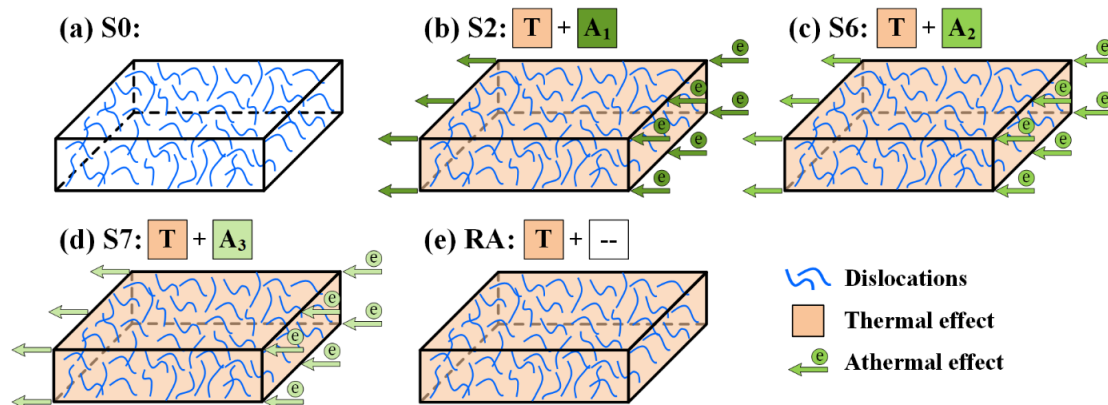 (a) S0:
(b) S2: T + A₁
(c) S6: T + A₂
e e e e e e
e e e e e e
(d) S7: T + A₃
(e) RA: T + --
e e e e e e
Dislocations
Thermal effect
e Athermal effect